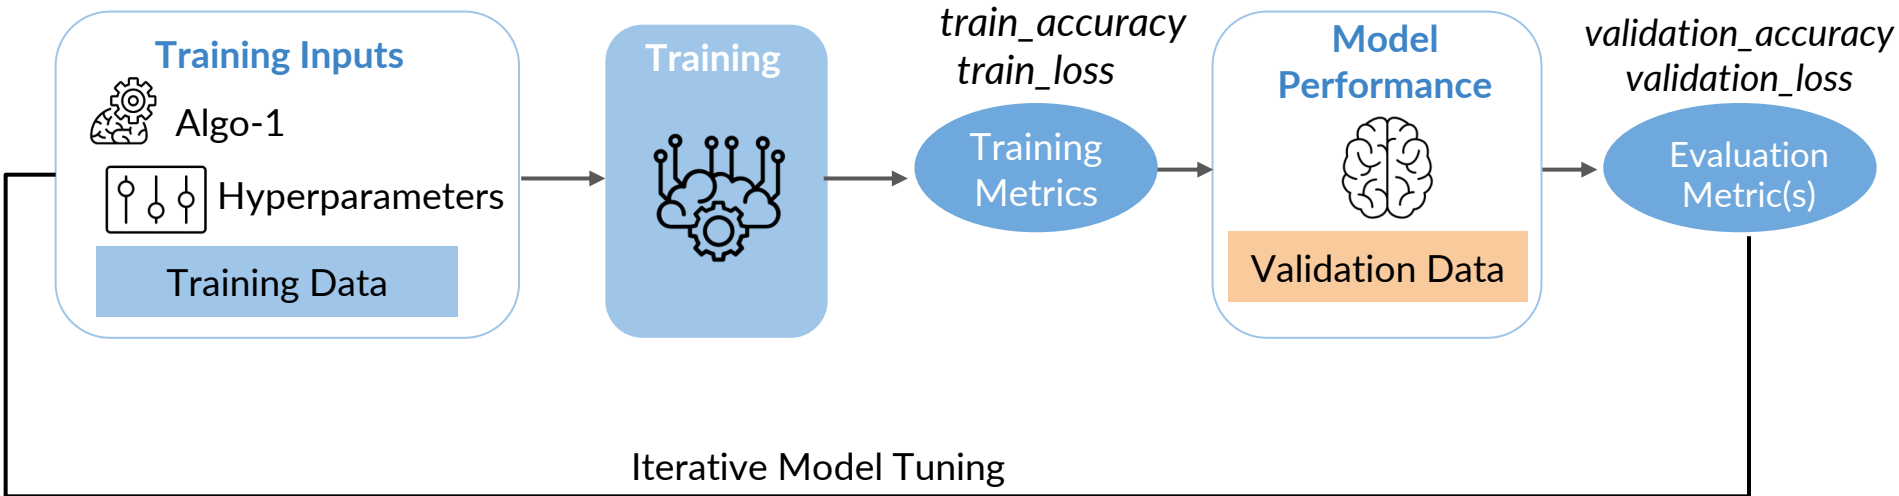 Training Inputs
Algo-1
Hyperparameters
Training Data
Training
train_accuracy
train_loss
Training
Metrics
Model
Performance
Validation Data
validation_accuracy
validation_loss
Evaluation
Metric(s)
Iterative Model Tuning